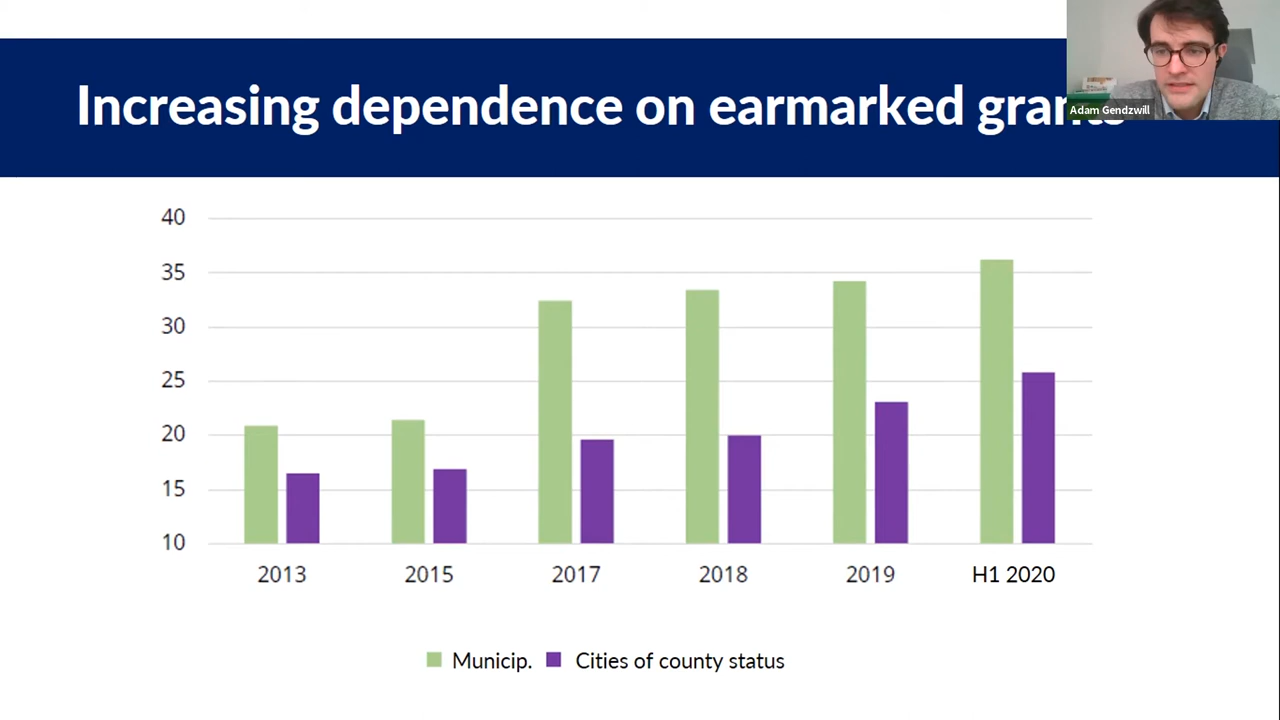 Increasing dependence on earmarked grants
Adam Gendzwill
40
35
30
25
20
15
10
2013 2015 2017 2018 2019 H1 2020
Municip. Cities of county status